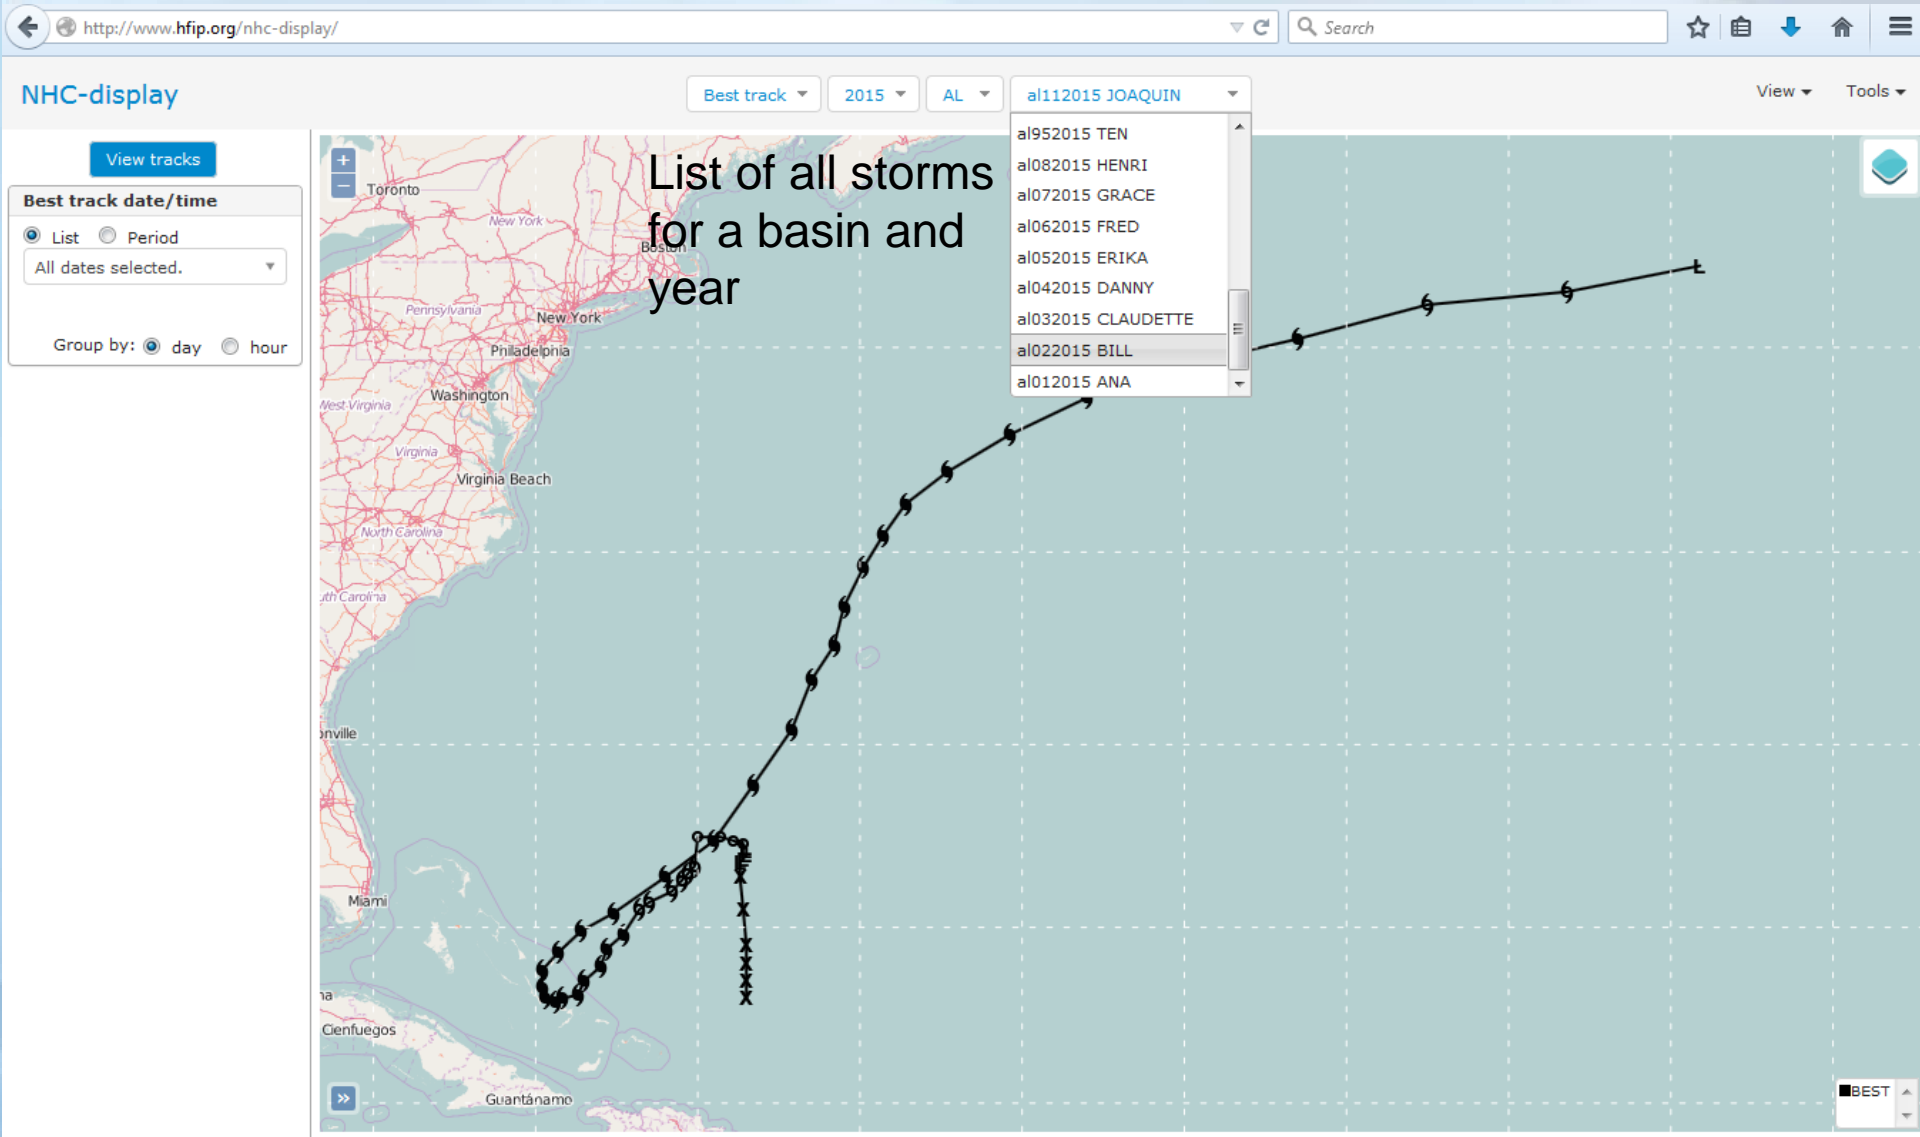 http://www.hfip.org/nhc-display/
Search
NHC-display
Best track
2015
AL
al112015 JOAQUIN
View
Tools
View tracks
Best track date/time
List
Period
All dates selected.
Group by:
day
hour
al952015 TEN
al082015 HENRI
al072015 GRACE
al062015 FRED
al052015 ERIKA
al042015 DANNY
al032015 CLAUDETTE
al022015 BILL
al012015 ANA
List of all storms
for a basin and
year
+
−
Toronto
New York
Boston
Pennsylvania
New York
Philadelphia
West Virginia
Washington
Virginia
Virginia Beach
North Carolina
uth Carolina
onville
Miami
na
Cienfuegos
Guantánamo
»
L
BEST